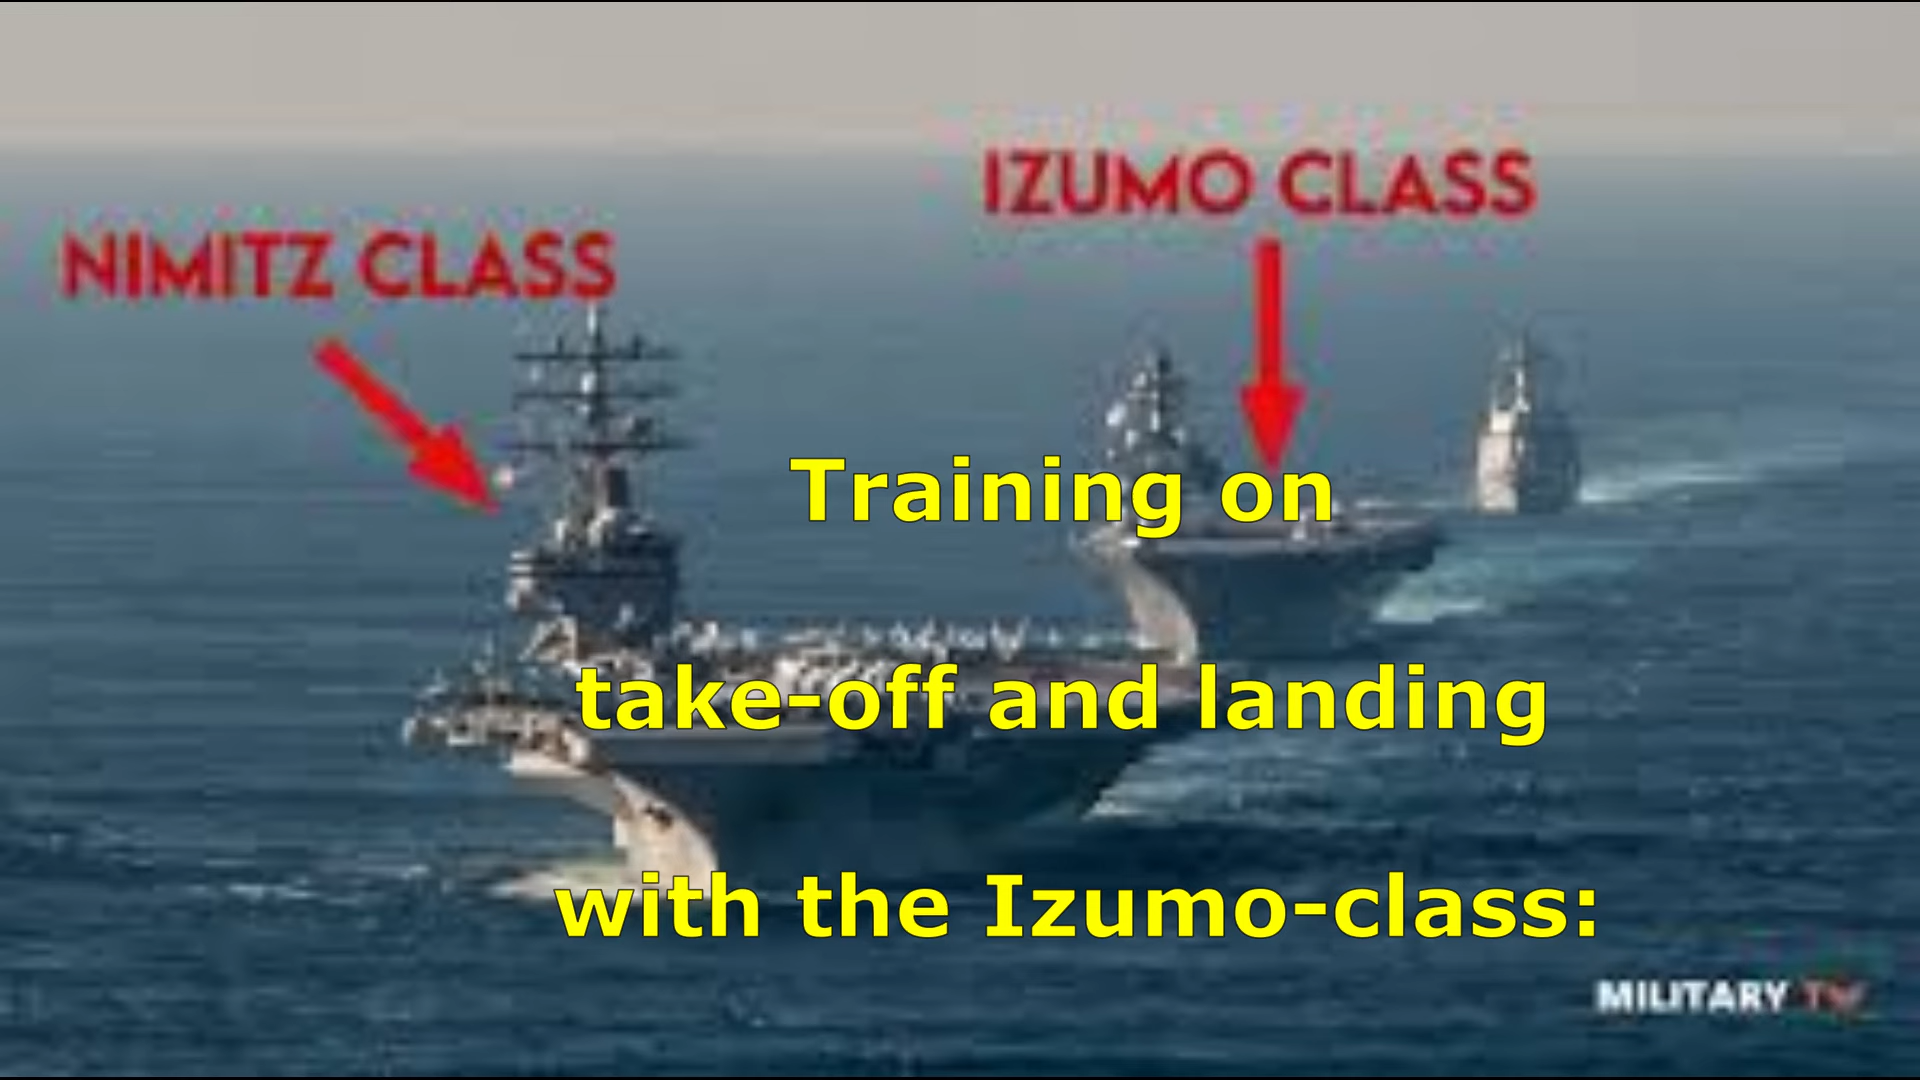 IZUMO CLASS
NIMITZ CLASS
Training on
take-off and landing
with the Izumo-class:
MILITARY TV